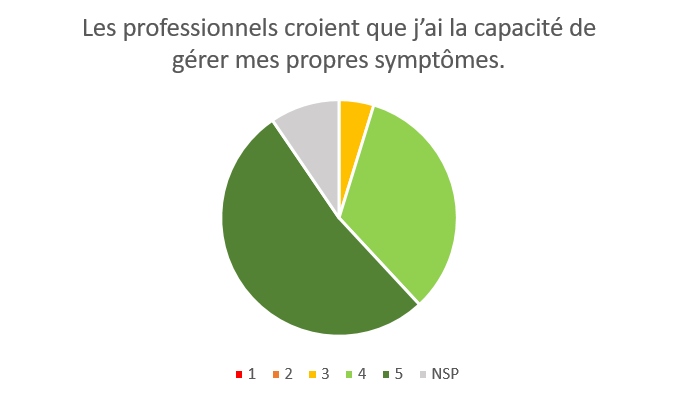 Les professionnels croient que j’ai la capacité de
gérer mes propres symptômes.
1 2 3 4 5 NSP